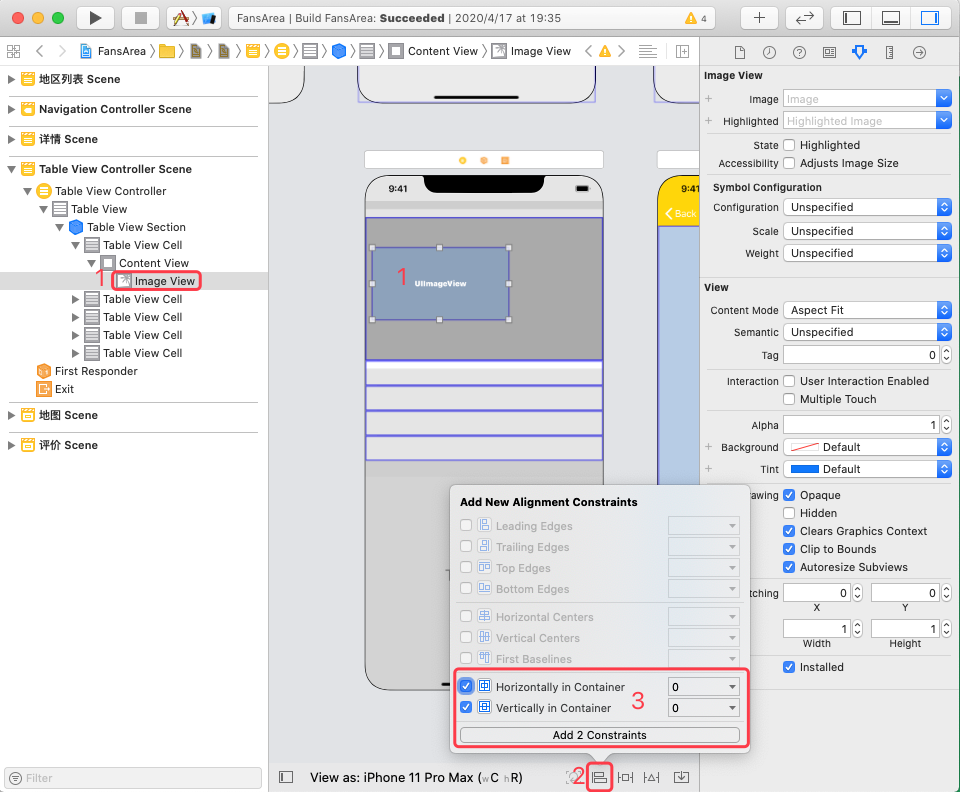 FansArea | Build FansArea: Succeeded | 2020/4/17 at 19:35
4
FansArea
Content View
Image View
地区列表 Scene
Navigation Controller Scene
详情 Scene
Table View Controller Scene
Table View Controller
Table View
Table View Section
Table View Cell
Content View
1
Image View
Table View Cell
Table View Cell
Table View Cell
Table View Cell
First Responder
Exit
地图 Scene
评价 Scene
Filter
9:41
1
UIImageView
9:41
Back
Add New Alignment Constraints
Leading Edges
Trailing Edges
Top Edges
Bottom Edges
Horizontal Centers
Vertical Centers
First Baselines
Horizontally in Container 0
Vertically in Container 0
3
Add 2 Constraints
View as: iPhone 11 Pro Max (wC hR)
2
Image View
Image Image
Highlighted Highlighted Image
State Highlighted
Accessibility Adjusts Image Size
Symbol Configuration
Configuration Unspecified
Scale Unspecified
Weight Unspecified
View
Content Mode Aspect Fit
Semantic Unspecified
Tag 0
Interaction User Interaction Enabled
Multiple Touch
Alpha 1
Background Default
Tint Default
awing Opaque
Hidden
Clears Graphics Context
Clip to Bounds
Autoresize Subviews
tching 0 0
X Y
1 1
Width Height
Installed